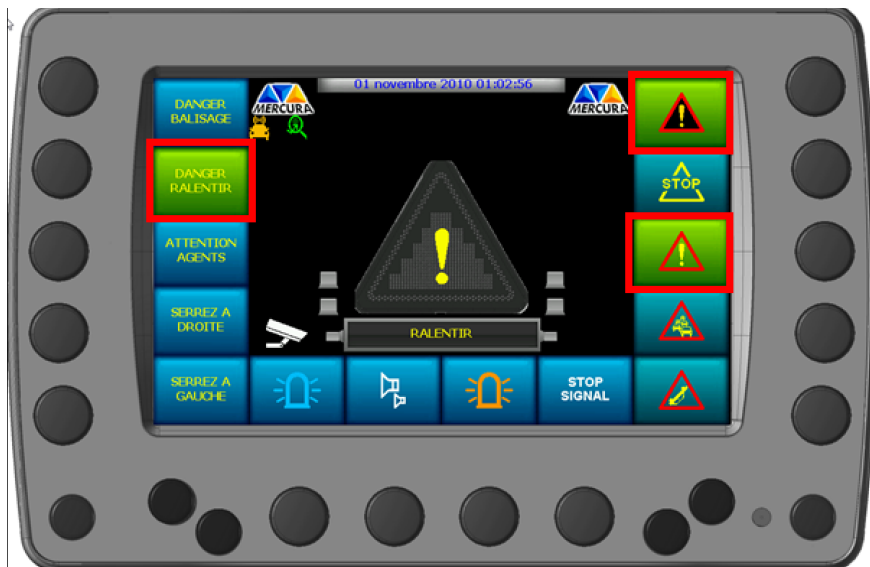 01 novembre 2010 01:02:56
MERCURA
MERCURA
DANGER
BALISAGE
DANGER
RALENTIR
ATTENTION
AGENTS
SERREZ A
DROITE
SERREZ A
GAUCHE
!
RALENTIR
!
STOP
!
STOP
SIGNAL